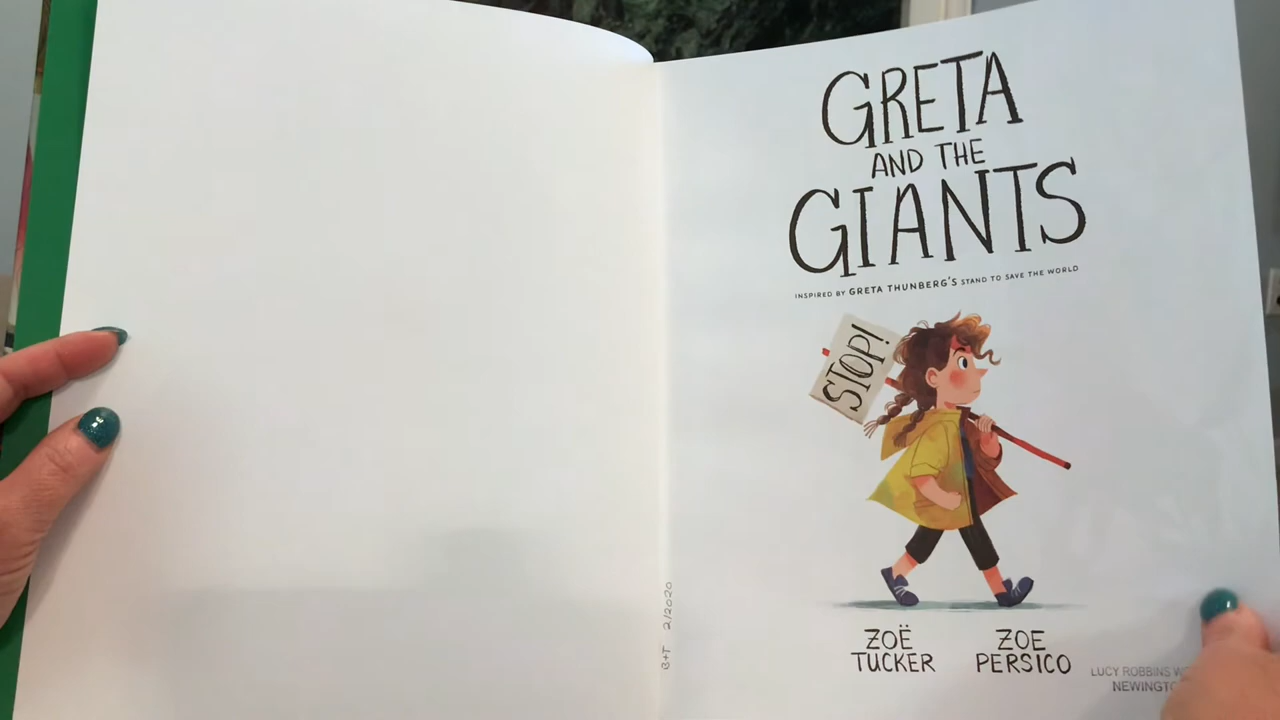 GRETA
AND THE
GIANTS
INSPIRED BY GRETA THUNBERG'S STAND TO SAVE THE WORLD
STOP!
ZOË
TUCKER
ZOE
PERSICO
LUCY ROBBINS
B+T 2/2020